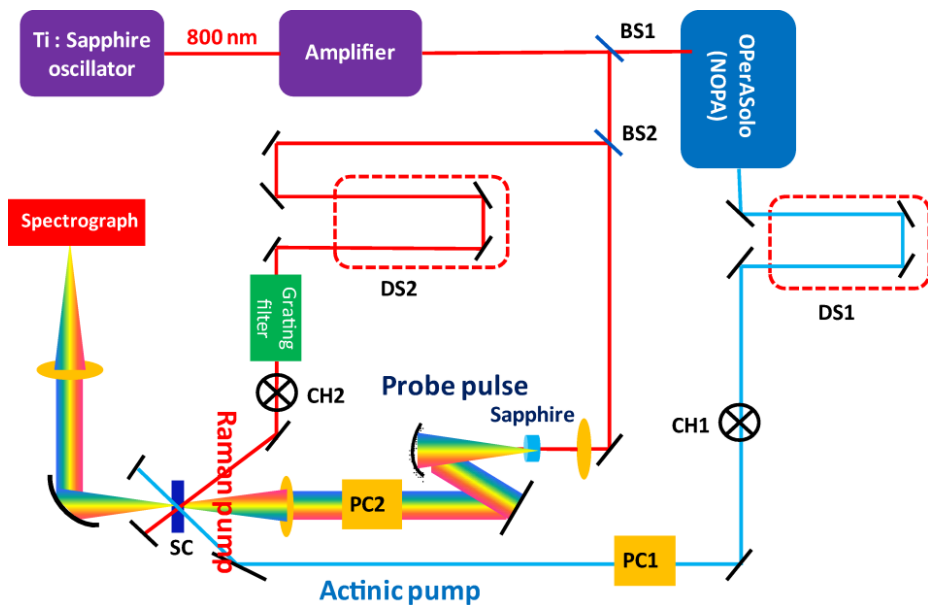 Ti : Sapphire
oscillator
800 nm
Amplifier
BS1
OPerASolo
(NOPA)
BS2
Spectrograph
DS2
DS1
Grating
filter
CH2
Probe pulse
Sapphire
CH1
Raman pump
PC2
SC
PC1
Actinic pump